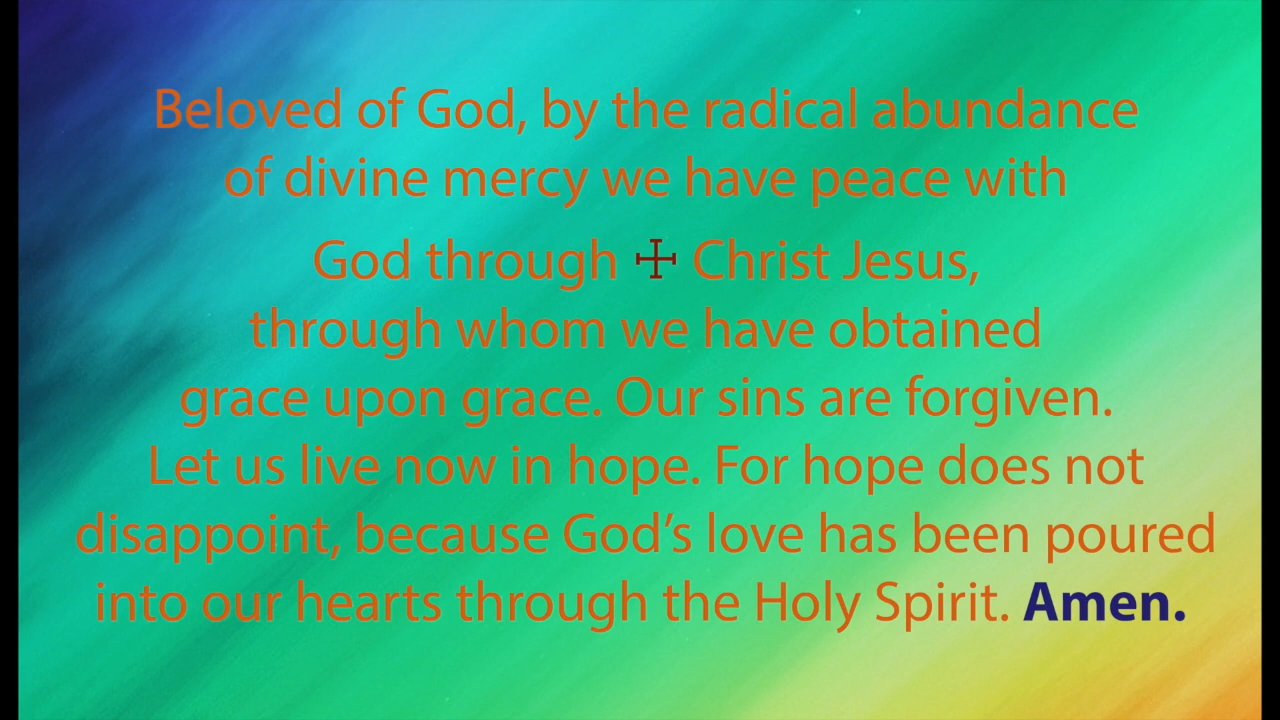 Beloved of God, by the radical abundance
of divine mercy we have peace with
God through ☩ Christ Jesus,
through whom we have obtained
grace upon grace. Our sins are forgiven.
Let us live now in hope. For hope does not
disappoint, because God’s love has been poured
into our hearts through the Holy Spirit. Amen.